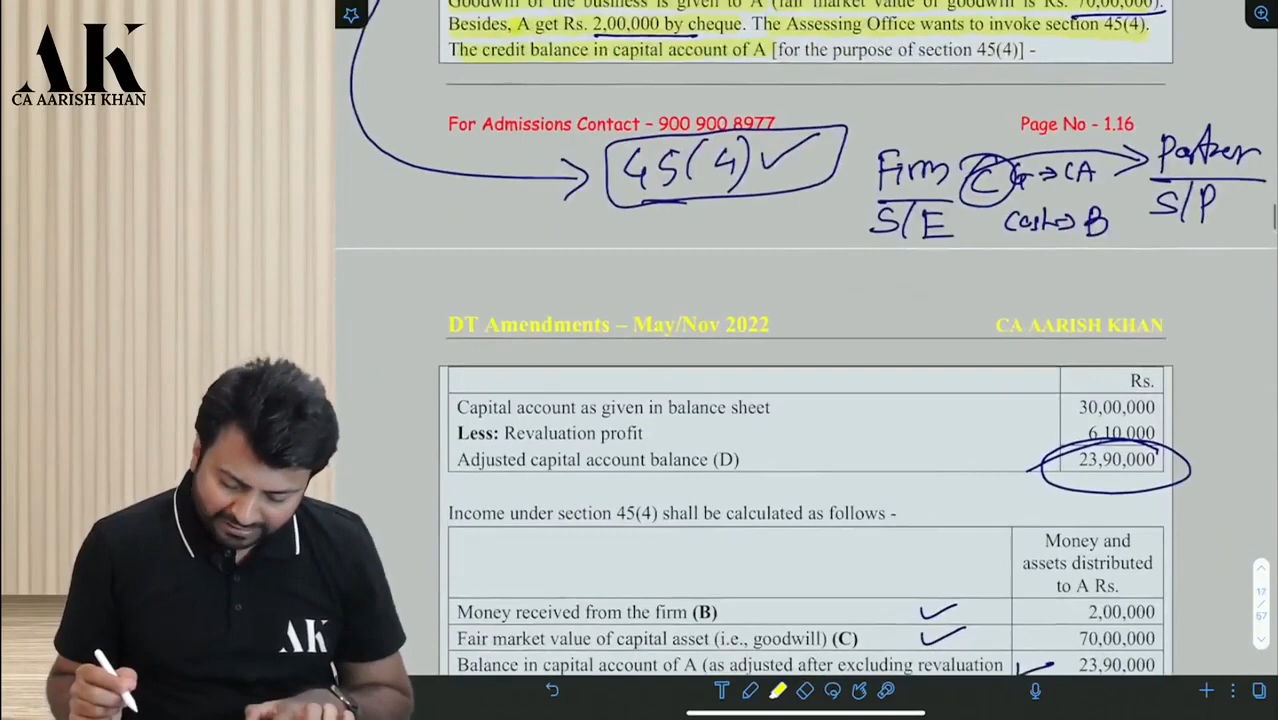 AK
CA AARISH KHAN
Goodwill of the business is given to A (fair market value of goodwill is Rs. 70,00,000).
Besides, A get Rs. 2,00,000 by cheque. The Assessing Office wants to invoke section 45(4).
The credit balance in capital account of A [for the purpose of section 45(4)] -
For Admissions Contact – 900 900 8977
Page No - 1.16
45(4) ✓
Firm
S/E
C G → CA
Cash → B
Partner
S/P
DT Amendments – May/Nov 2022
CA AARISH KHAN
Rs.
Capital account as given in balance sheet 30,00,000
Less: Revaluation profit 6,10,000
Adjusted capital account balance (D) 23,90,000
Income under section 45(4) shall be calculated as follows -
Money and
assets distributed
to A Rs.
Money received from the firm (B) 2,00,000
Fair market value of capital asset (i.e., goodwill) (C) 70,00,000
Balance in capital account of A (as adjusted after excluding revaluation 23,90,000
AK
17
/
57
T